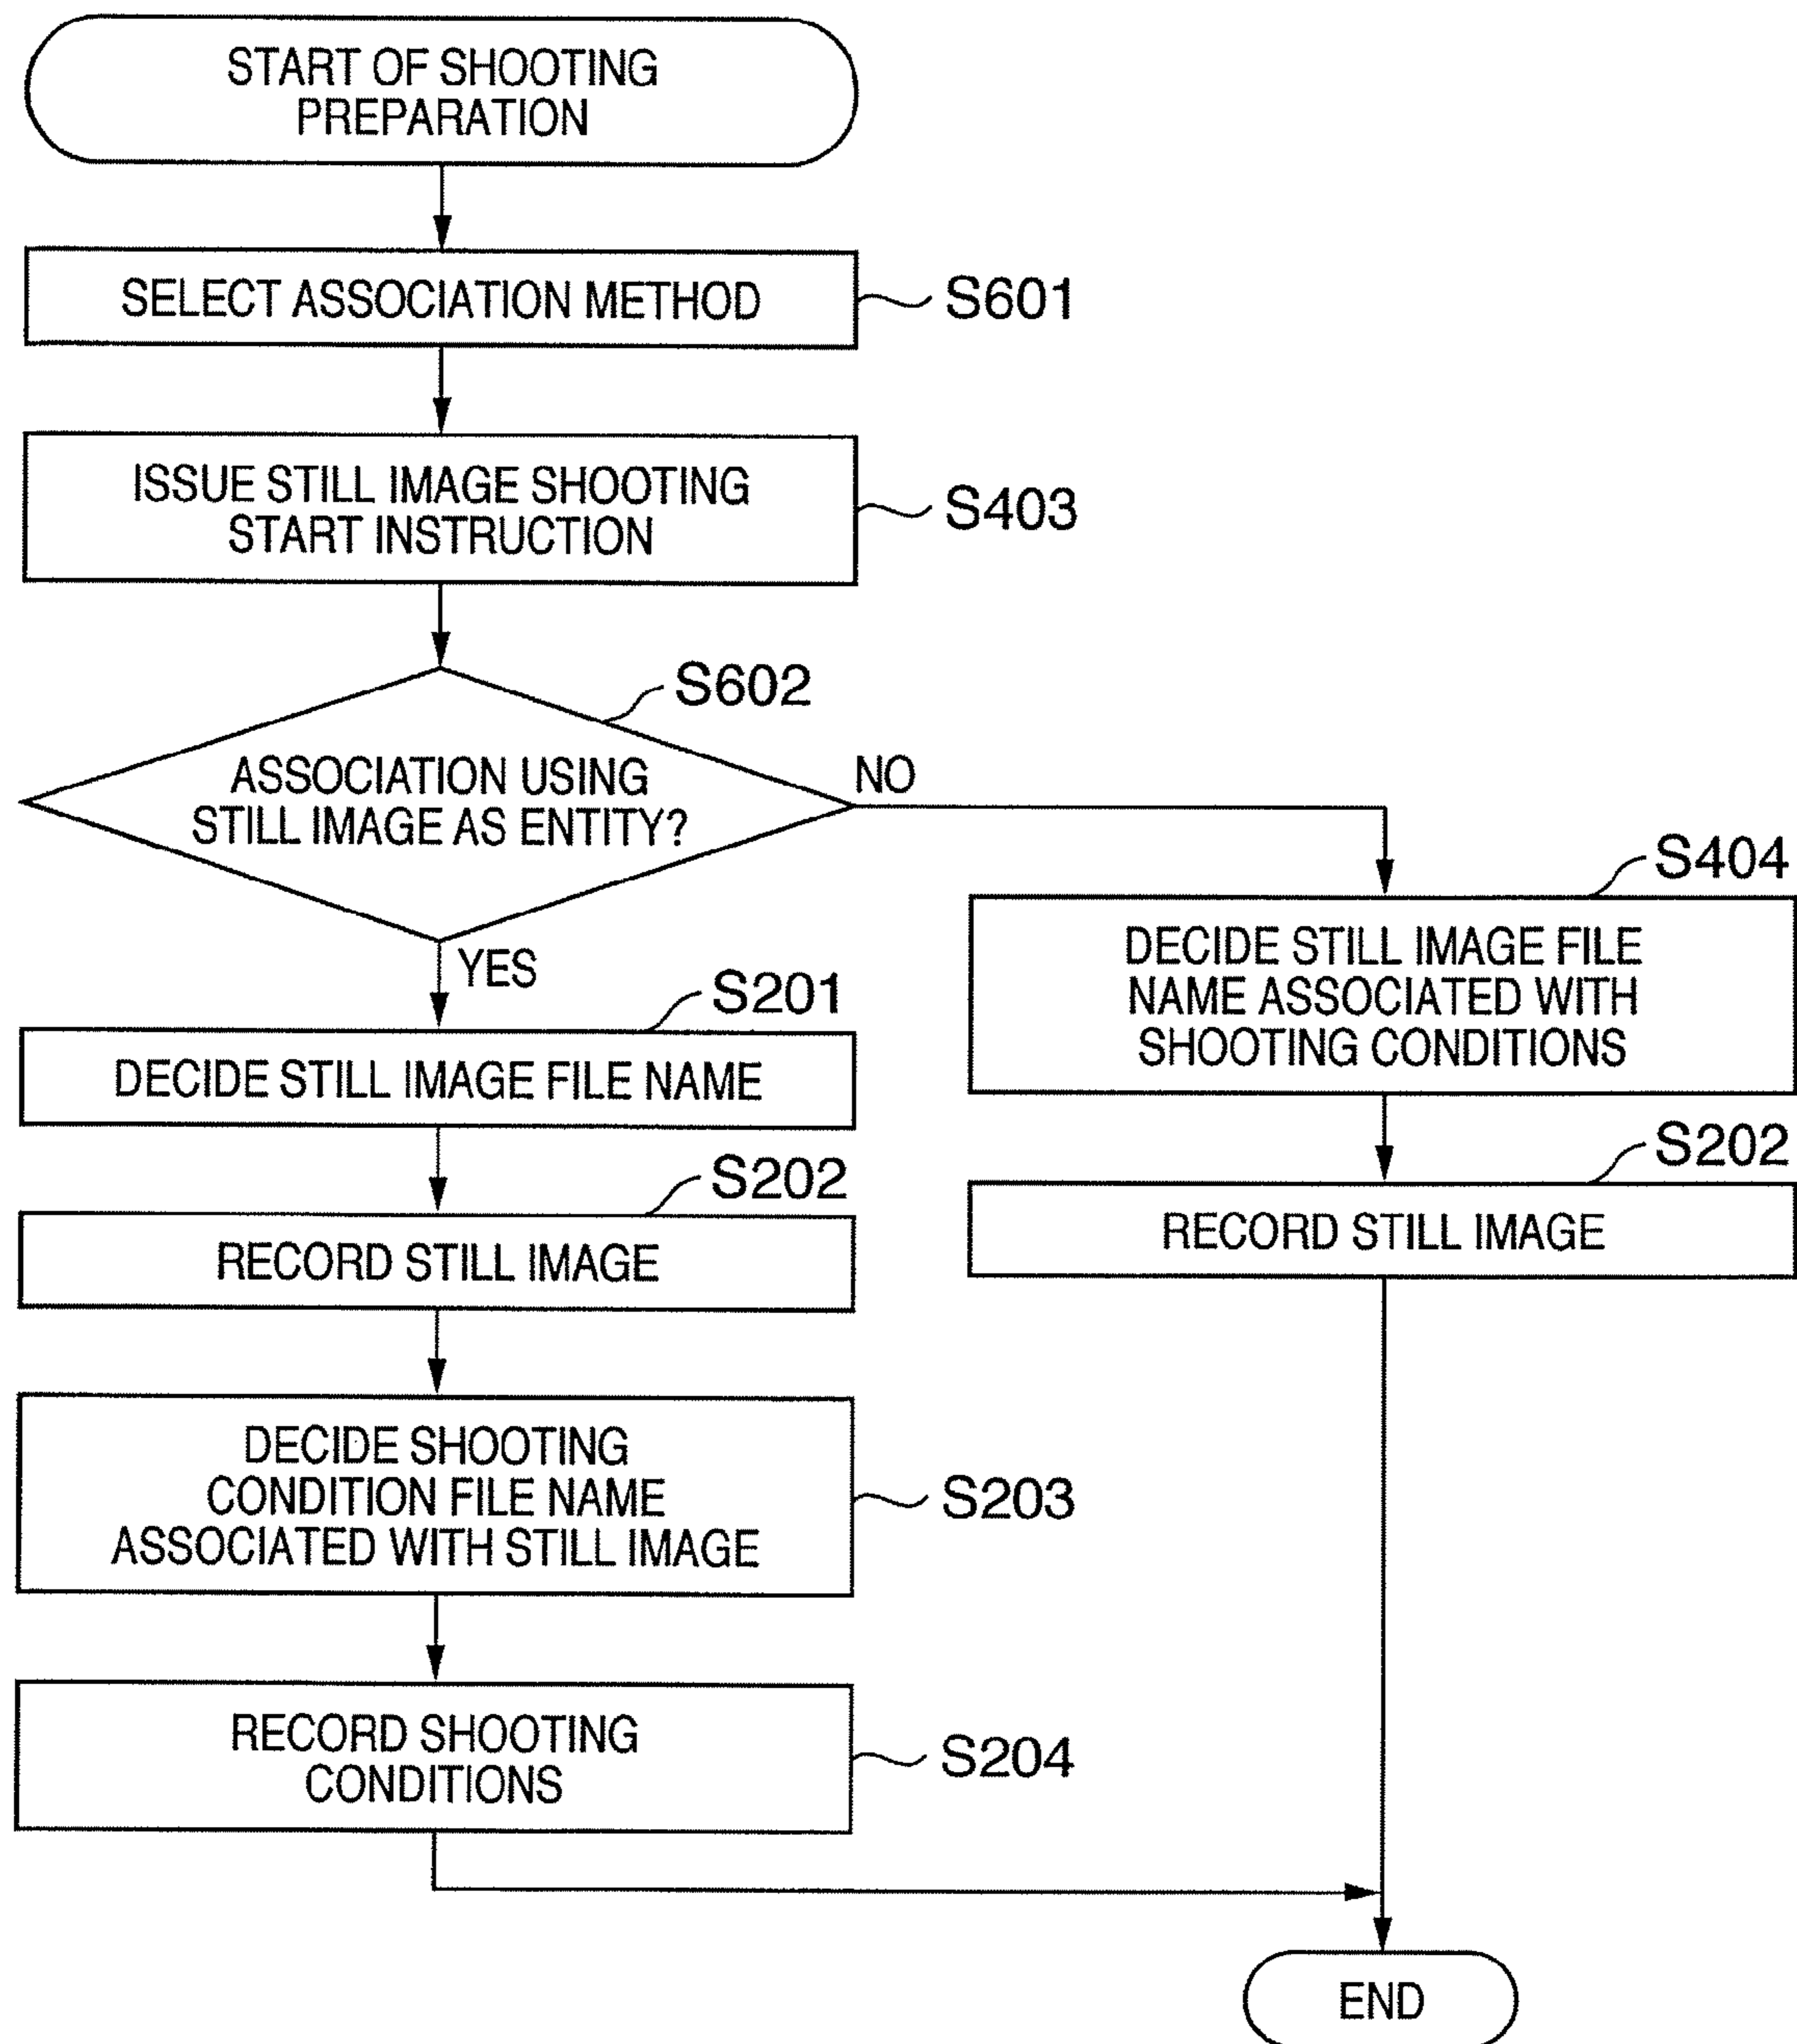 START OF SHOOTING
PREPARATION
SELECT ASSOCIATION METHOD
S601
ISSUE STILL IMAGE SHOOTING
START INSTRUCTION
S403
S602
ASSOCIATION USING
STILL IMAGE AS ENTITY?
NO
YES
S201
DECIDE STILL IMAGE FILE NAME
S202
RECORD STILL IMAGE
DECIDE SHOOTING
CONDITION FILE NAME
ASSOCIATED WITH STILL IMAGE
S203
RECORD SHOOTING
CONDITIONS
S204
S404
DECIDE STILL IMAGE FILE
NAME ASSOCIATED WITH
SHOOTING CONDITIONS
S202
RECORD STILL IMAGE
END